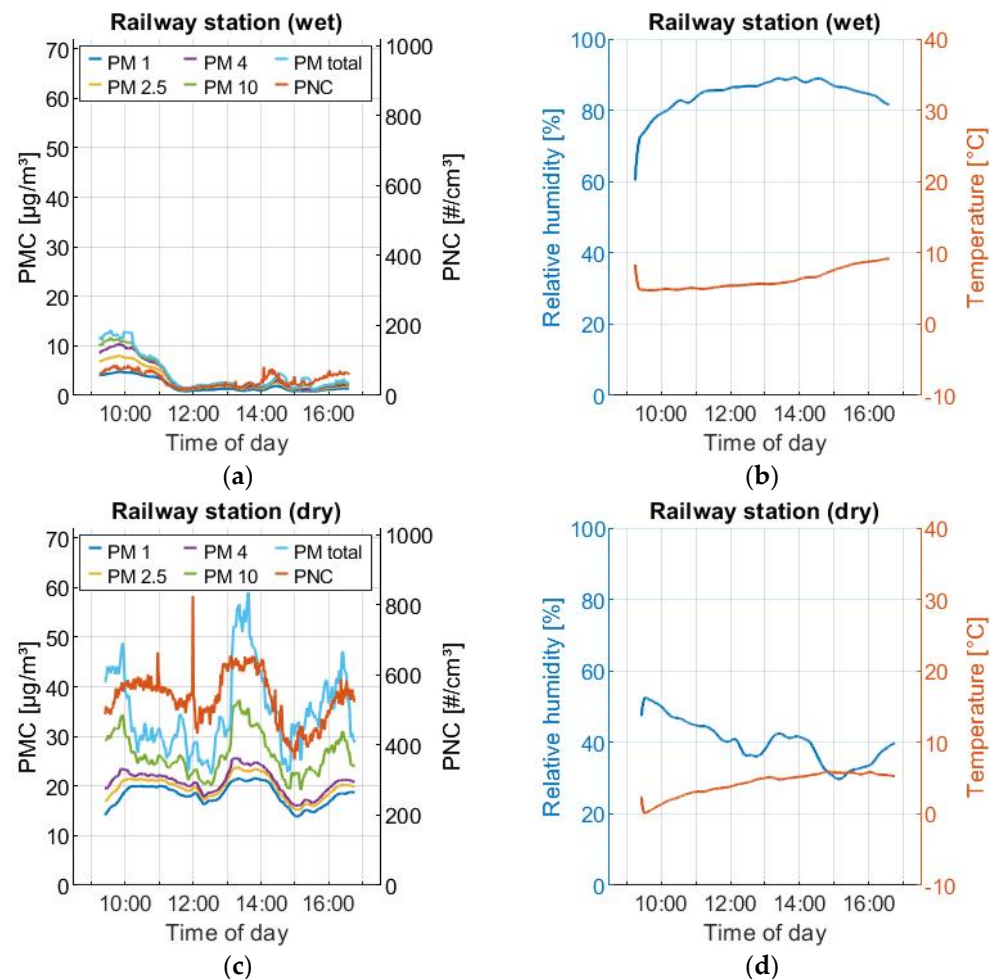 Railway station (wet)
PM 1 PM 4 PM total
PM 2.5 PM 10 PNC
PMC [µg/m³]
70
60
50
40
30
20
10
0
PNC [#/cm³]
1000
800
600
400
200
0
10:00 12:00 14:00 16:00
Time of day
(a)
Railway station (wet)
Relative humidity [%]
100
80
60
40
20
0
Temperature [°C]
40
30
20
10
0
-10
10:00 12:00 14:00 16:00
Time of day
(b)
Railway station (dry)
PM 1 PM 4 PM total
PM 2.5 PM 10 PNC
PMC [µg/m³]
70
60
50
40
30
20
10
0
PNC [#/cm³]
1000
800
600
400
200
0
10:00 12:00 14:00 16:00
Time of day
(c)
Railway station (dry)
Relative humidity [%]
100
80
60
40
20
0
Temperature [°C]
40
30
20
10
0
-10
10:00 12:00 14:00 16:00
Time of day
(d)